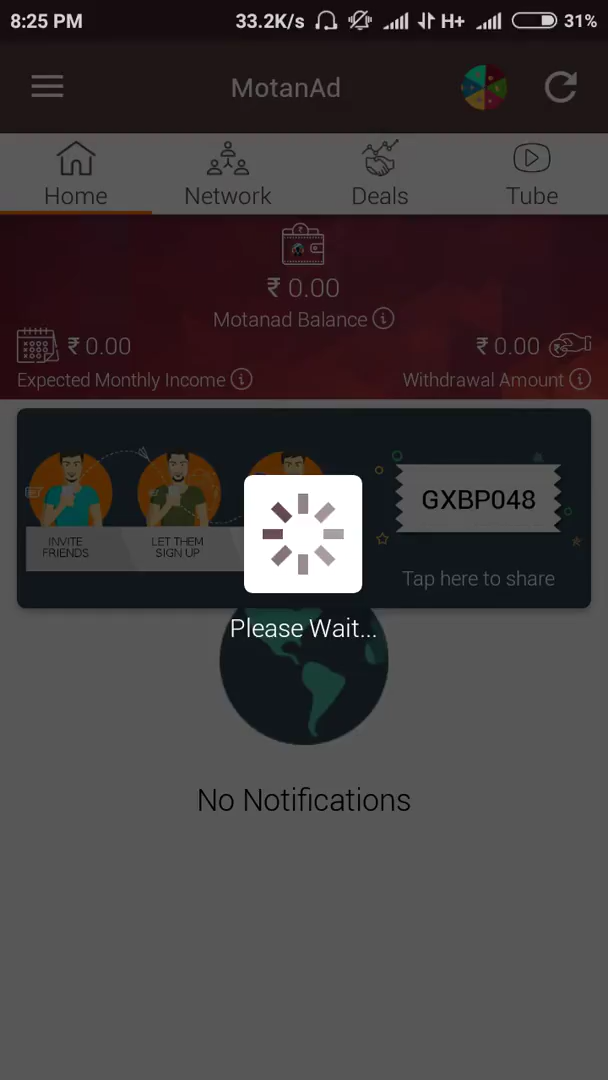 8:25 PM 33.2K/s H+ 31%
MotanAd
Home Network Deals Tube
₹ 0.00
Motanad Balance
₹ 0.00 ₹ 0.00
Expected Monthly Income Withdrawal Amount
GXBP048
INVITE FRIENDS
LET THEM SIGN UP
Tap here to share
Please Wait...
No Notifications